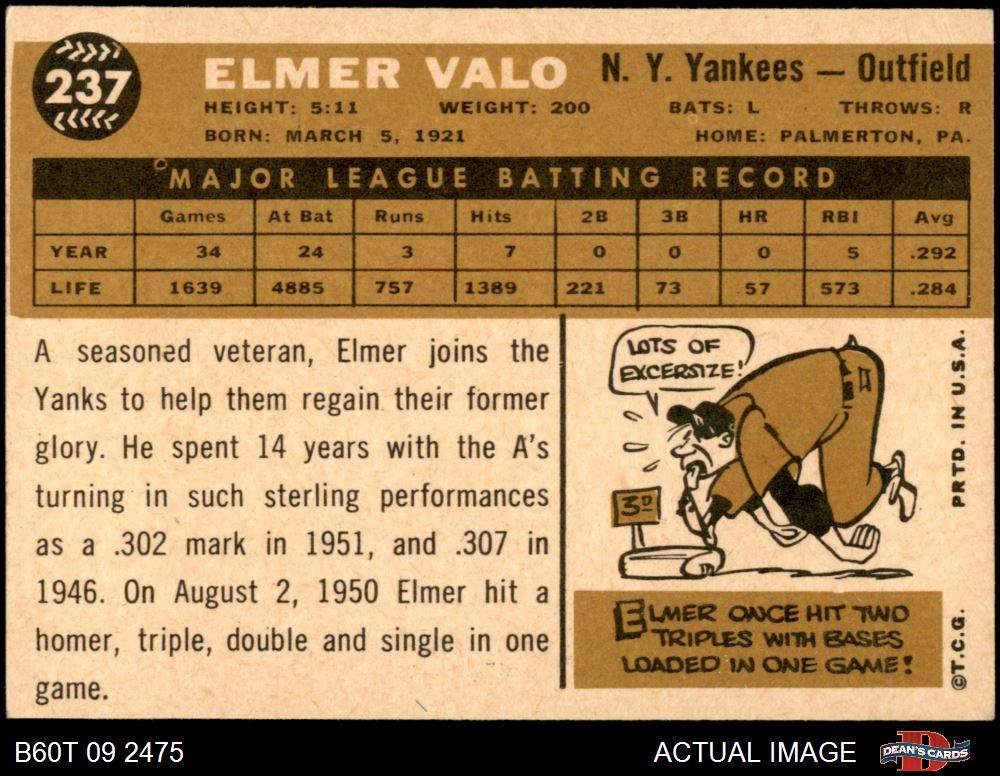 237
ELMER VALO N. Y. Yankees — Outfield
HEIGHT: 5:11 WEIGHT: 200 BATS: L THROWS: R
BORN: MARCH 5, 1921 HOME: PALMERTON, PA.
MAJOR LEAGUE BATTING RECORD
Games At Bat Runs Hits 2B 3B HR RBI Avg
YEAR 34 24 3 7 0 0 0 5 .292
LIFE 1639 4885 757 1389 221 73 57 573 .284
A seasoned veteran, Elmer joins the
Yanks to help them regain their former
glory. He spent 14 years with the A's
turning in such sterling performances
as a .302 mark in 1951, and .307 in
1946. On August 2, 1950 Elmer hit a
homer, triple, double and single in one
game.
LOTS OF
EXCERSIZE!
3D
ELMER ONCE HIT TWO
TRIPLES WITH BASES
LOADED IN ONE GAME!
PRTD. IN U.S.A.
©T.C.G.
B60T 09 2475 ACTUAL IMAGE DEAN'S CARDS